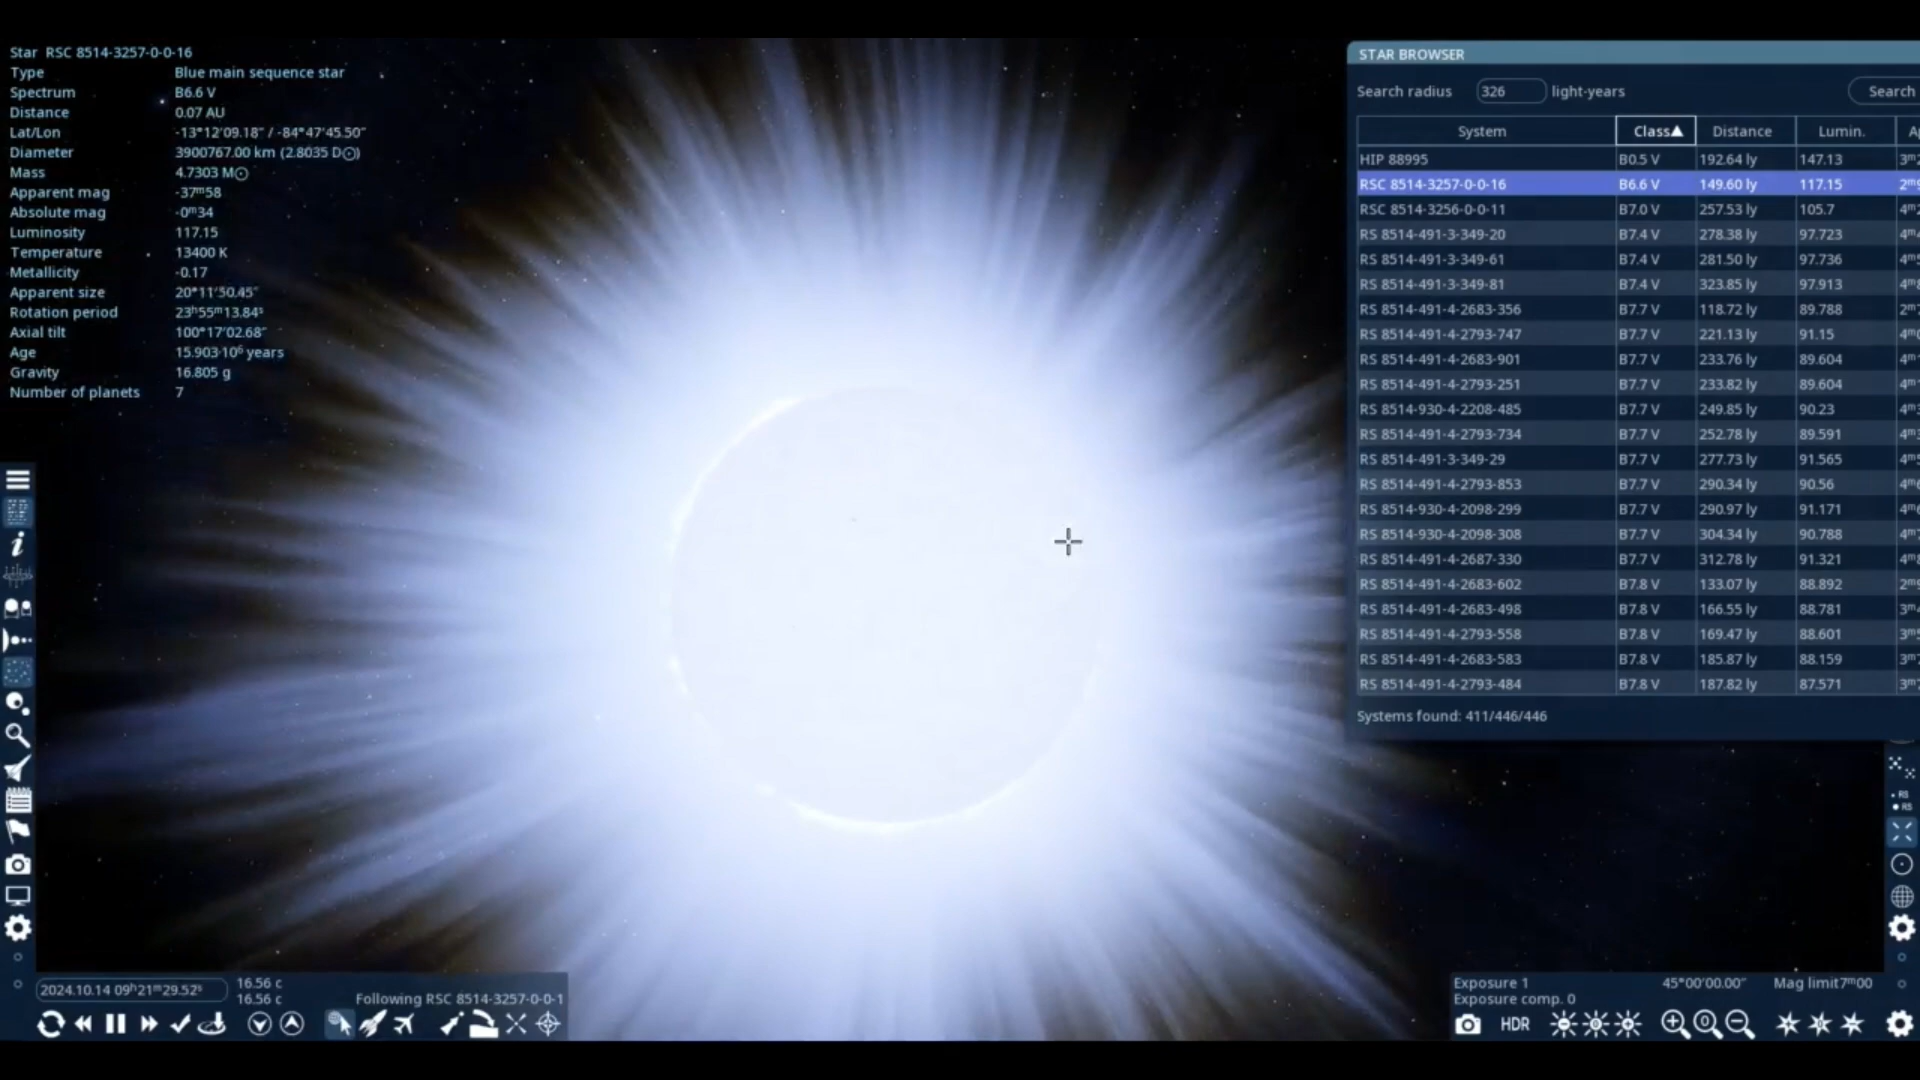 Star RSC 8514-3257-0-0-16
Type Blue main sequence star
Spectrum B6.6 V
Distance 0.07 AU
Lat/Lon -13°12'09.18" / -84°47'45.50"
Diameter 3900767.00 km (2.8035 D☉)
Mass 4.7303 M☉
Apparent mag -37ᵐ58
Absolute mag -0ᵐ34
Luminosity 117.15
Temperature 13400 K
Metallicity -0.17
Apparent size 20°11'50.45"
Rotation period 23ʰ55ᵐ13.84ˢ
Axial tilt 100°17'02.68"
Age 15.903·10⁶ years
Gravity 16.805 g
Number of planets 7
STAR BROWSER
Search radius 326 light-years Search
System Class▲ Distance Lumin.
HIP 88995 B0.5 V 192.64 ly 147.13
RSC 8514-3257-0-0-16 B6.6 V 149.60 ly 117.15
RSC 8514-3256-0-0-11 B7.0 V 257.53 ly 105.7
RS 8514-491-3-349-20 B7.4 V 278.38 ly 97.723
RS 8514-491-3-349-61 B7.4 V 281.50 ly 97.736
RS 8514-491-3-349-81 B7.4 V 323.85 ly 97.913
RS 8514-491-4-2683-356 B7.7 V 118.72 ly 89.788
RS 8514-491-4-2793-747 B7.7 V 221.13 ly 91.15
RS 8514-491-4-2683-901 B7.7 V 233.76 ly 89.604
RS 8514-491-4-2793-251 B7.7 V 233.82 ly 89.604
RS 8514-930-4-2208-485 B7.7 V 249.85 ly 90.23
RS 8514-491-4-2793-734 B7.7 V 252.78 ly 89.591
RS 8514-491-3-349-29 B7.7 V 277.73 ly 91.565
RS 8514-491-4-2793-853 B7.7 V 290.34 ly 90.56
RS 8514-930-4-2098-299 B7.7 V 290.97 ly 91.171
RS 8514-930-4-2098-308 B7.7 V 304.34 ly 90.788
RS 8514-491-4-2687-330 B7.7 V 312.78 ly 91.321
RS 8514-491-4-2683-602 B7.8 V 133.07 ly 88.892
RS 8514-491-4-2683-498 B7.8 V 166.55 ly 88.781
RS 8514-491-4-2793-558 B7.8 V 169.47 ly 88.601
RS 8514-491-4-2683-583 B7.8 V 185.87 ly 88.159
RS 8514-491-4-2793-484 B7.8 V 187.82 ly 87.571
Systems found: 411/446/446
RS
RS
2024.10.14 09ʰ21ᵐ29.52ˢ
16.56 c
16.56 c
Following RSC 8514-3257-0-0-1
Exposure 1 45°00'00.00" Mag limit7ᵐ00
Exposure comp. 0
HDR